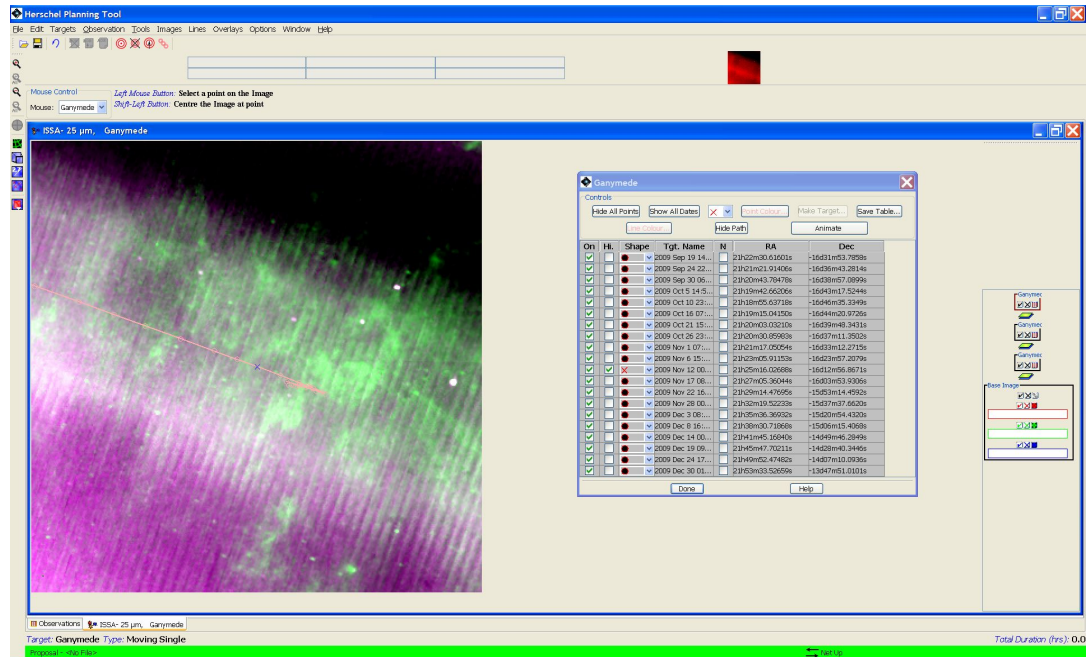 Herschel Planning Tool
File Edit Targets Observation Tools Images Lines Overlays Options Window Help
Mouse Control
Left Mouse Button: Select a point on the Image
Mouse: Ganymede
Shift-Left Button: Centre the Image at point
ISSA- 25 µm, Ganymede
Ganymede
Controls
Hide All Points Show All Dates Point Colour... Make Target... Save Table...
Line Colour... Hide Path Animate
On Hi. Shape Tgt. Name N RA Dec
2009 Sep 19 14... 21h22m30.61601s -16d31m53.7858s
2009 Sep 24 22... 21h21m21.91406s -16d36m43.2814s
2009 Sep 30 06... 21h20m43.78478s -16d38m57.0899s
2009 Oct 5 14:5... 21h19m42.66206s -16d43m17.5244s
2009 Oct 10 23:... 21h18m55.63718s -16d46m35.3349s
2009 Oct 16 07:... 21h19m15.04150s -16d44m20.9726s
2009 Oct 21 15:... 21h20m03.03210s -16d39m48.3431s
2009 Oct 26 23:... 21h20m30.85983s -16d37m11.3502s
2009 Nov 1 07:... 21h21m17.05054s -16d33m12.2715s
2009 Nov 6 15:... 21h23m05.91153s -16d23m57.2079s
2009 Nov 12 00... 21h25m16.02688s -16d12m56.8671s
2009 Nov 17 08... 21h27m05.36044s -16d03m53.9306s
2009 Nov 22 16... 21h29m14.47695s -15d53m14.4592s
2009 Nov 28 00... 21h32m19.52233s -15d37m37.6620s
2009 Dec 3 08:... 21h35m36.36932s -15d20m54.4320s
2009 Dec 8 16:... 21h38m30.71868s -15d06m15.4068s
2009 Dec 14 00... 21h41m45.16840s -14d49m46.2849s
2009 Dec 19 09... 21h45m47.70211s -14d28m40.3446s
2009 Dec 24 17... 21h49m52.47482s -14d07m10.0936s
2009 Dec 30 01... 21h53m33.52659s -13d47m51.0101s
Done Help
Ganymec
Ganymec
Ganymec
Base Image
Observations ISSA- 25 µm, Ganymede
Target: Ganymede Type: Moving Single
Total Duration (hrs): 0.0
Proposal - <No File>
Net Up